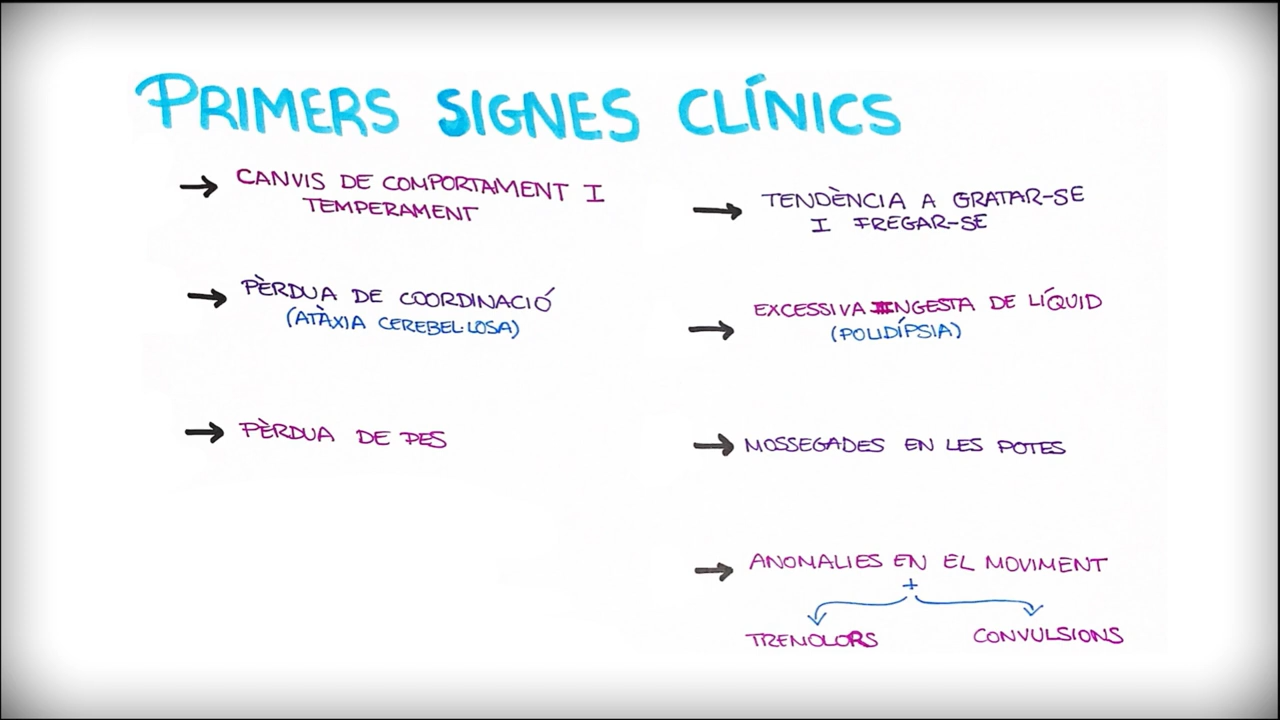 PRIMERS SIGNES CLÍNICS
→ CANVIS DE COMPORTAMENT I
TEMPERAMENT
→ PÈRDUA DE COORDINACIÓ
(ATÀXIA CEREBEL·LOSA)
→ PÈRDUA DE PES
→ TENDÈNCIA A GRATAR-SE
I FREGAR-SE
→ EXCESSIVA INGESTA DE LÍQUID
(POLIDÍPSIA)
→ MOSSEGADES EN LES POTES
→ ANOMALIES EN EL MOVIMENT
+
TREMOLORS CONVULSIONS